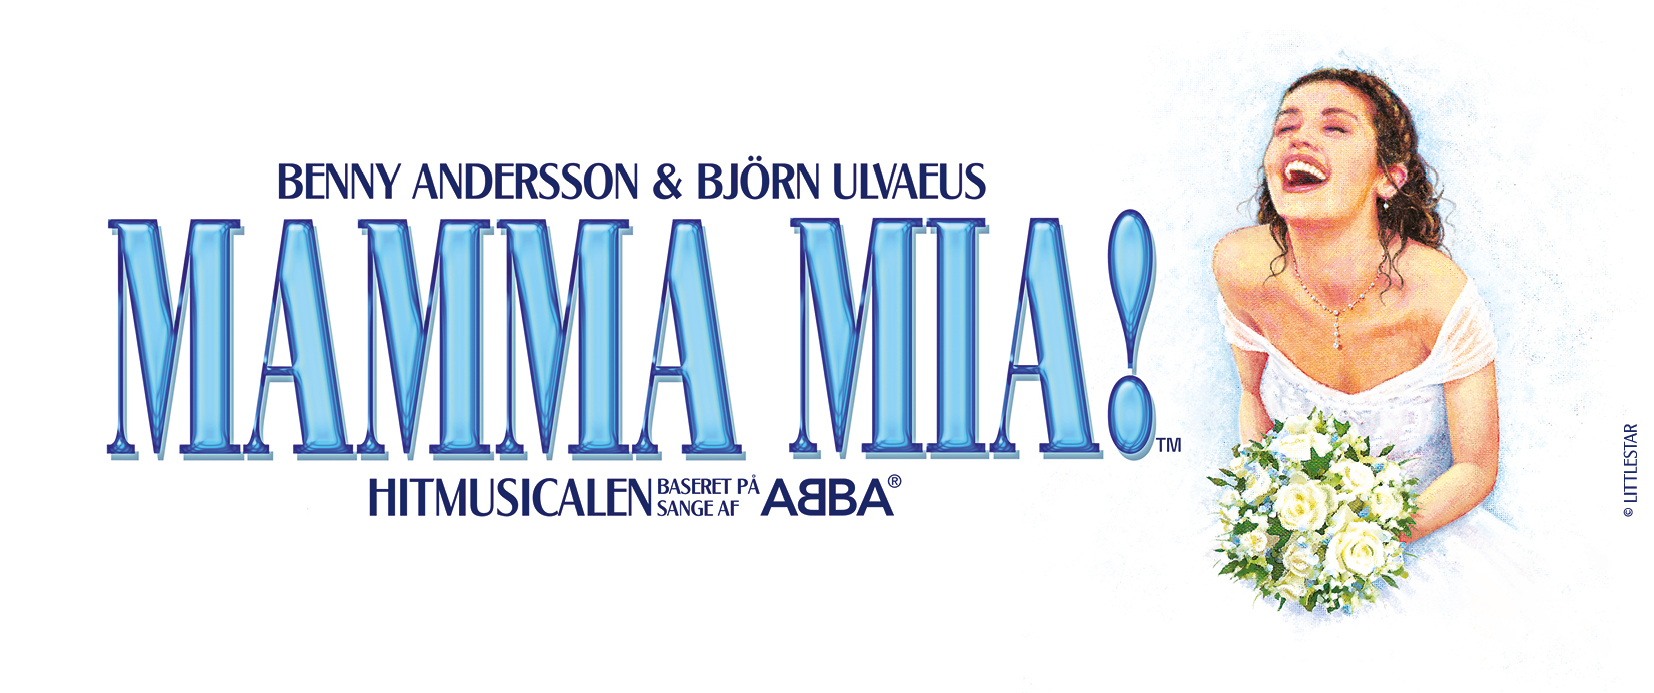 BENNY ANDERSSON & BJÖRN ULVAEUS
MAMMA MIA!™
HITMUSICALEN BASERET PÅ SANGE AF ABBA®
© LITTLESTAR